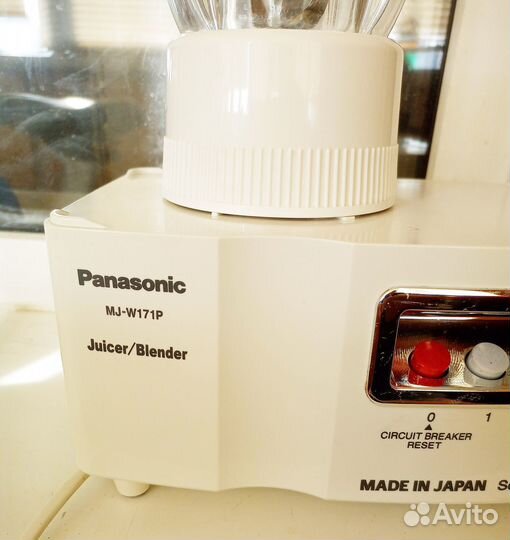 Panasonic
MJ-W171P
Juicer/Blender
0 1
CIRCUIT BREAKER
RESET
MADE IN JAPAN
Avito